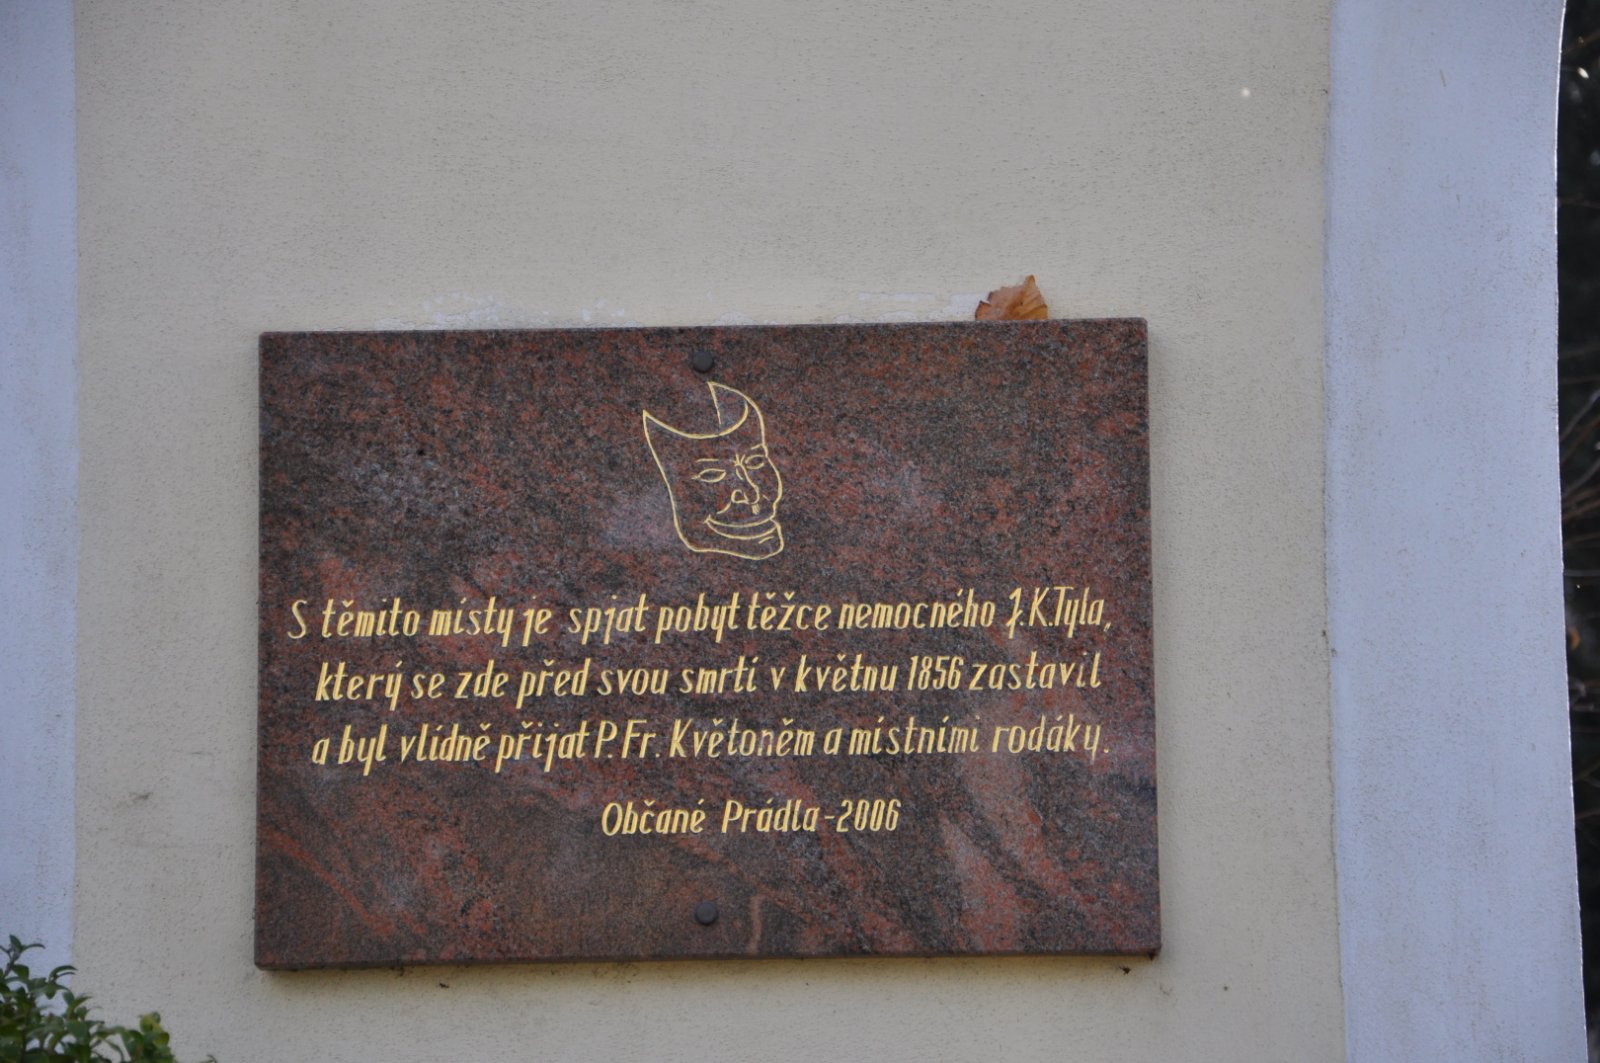 S těmito místy je spjat pobyt těžce nemocného J.K.Tyla,
který se zde před svou smrtí v květnu 1856 zastavil
a byl vlídně přijat P. Fr. Květoněm a místními rodáky.
Občané Prádla-2006